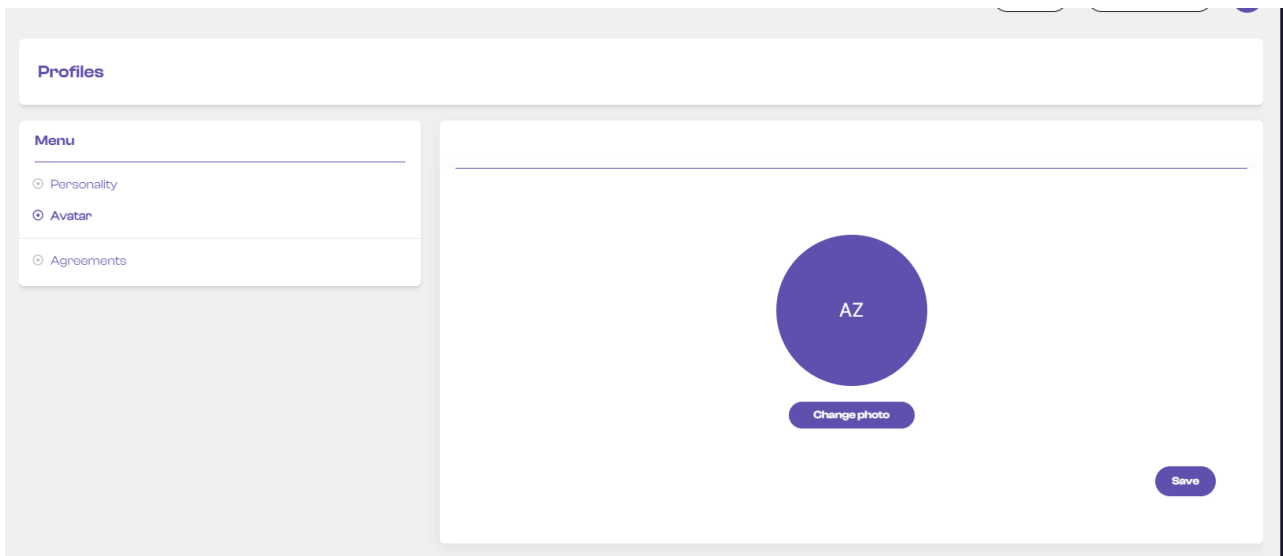 Profiles
Menu
Personality
Avatar
Agreements
AZ
Change photo
Save